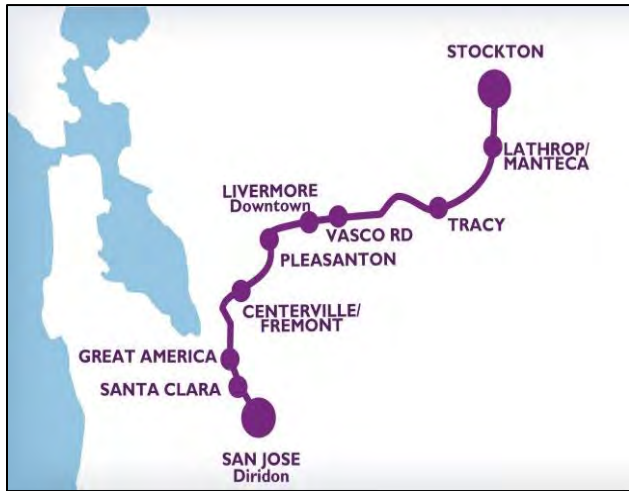 STOCKTON
LATHROP/
MANTECA
LIVERMORE
Downtown
VASCO RD
TRACY
PLEASANTON
CENTERVILLE/
FREMONT
GREAT AMERICA
SANTA CLARA
SAN JOSE
Diridon